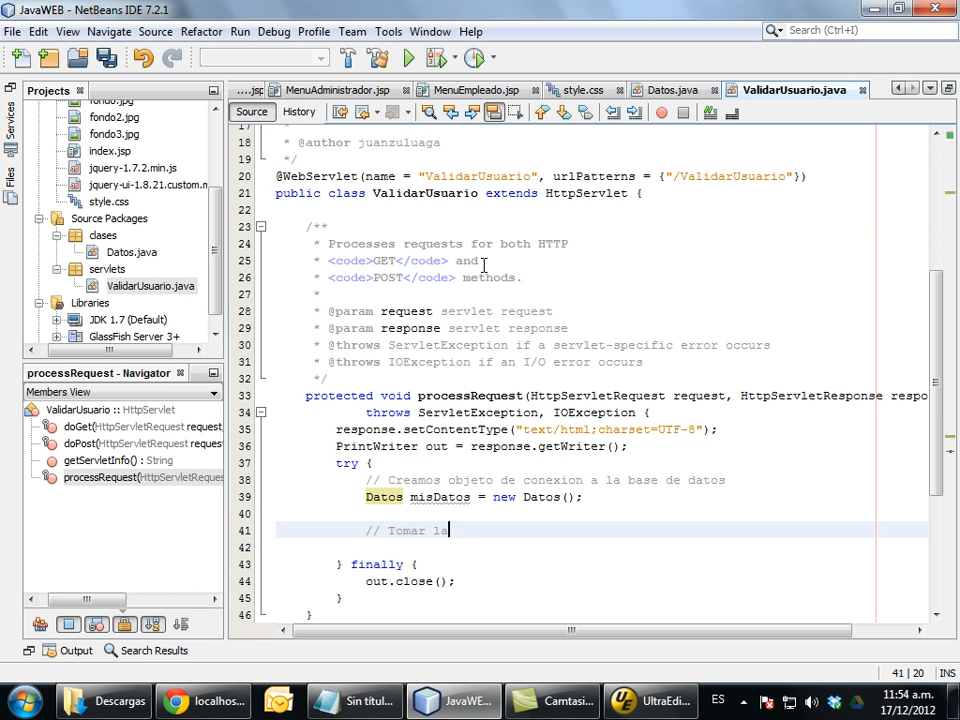 JavaWEB - NetBeans IDE 7.2.1
File Edit View Navigate Source Refactor Run Debug Profile Team Tools Window Help
Search (Ctrl+I)
Projects
....jsp MenuAdministrador.jsp MenuEmpleado.jsp style.css Datos.java ValidarUsuario.java
Source History
Services
Files
fondo.jpg
fondo2.jpg
fondo3.jpg
index.jsp
jquery-1.7.2.min.js
jquery-ui-1.8.21.custom.m
style.css
Source Packages
clases
Datos.java
servlets
ValidarUsuario.java
Libraries
JDK 1.7 (Default)
GlassFish Server 3+
processRequest - Navigator
Members View
ValidarUsuario :: HttpServlet
doGet(HttpServletRequest request
doPost(HttpServletRequest reques
getServletInfo() : String
processRequest(HttpServletReque
17
18 * @author juanzuluaga
19 */
20 @WebServlet(name = "ValidarUsuario", urlPatterns = {"/ValidarUsuario"})
21 public class ValidarUsuario extends HttpServlet {
22
23 /**
24 * Processes requests for both HTTP
25 * <code>GET</code> and
26 * <code>POST</code> methods.
27 *
28 * @param request servlet request
29 * @param response servlet response
30 * @throws ServletException if a servlet-specific error occurs
31 * @throws IOException if an I/O error occurs
32 */
33 protected void processRequest(HttpServletRequest request, HttpServletResponse respo
34 throws ServletException, IOException {
35 response.setContentType("text/html;charset=UTF-8");
36 PrintWriter out = response.getWriter();
37 try {
38 // Creamos objeto de conexion a la base de datos
39 Datos misDatos = new Datos();
40
41 // Tomar la
42
43 } finally {
44 out.close();
45 }
46 }
Output Search Results
41 | 20 INS
Descargas localhos... Sin títul... JavaWE... Camtasi... UltraEdi... ES
11:54 a.m.
17/12/2012